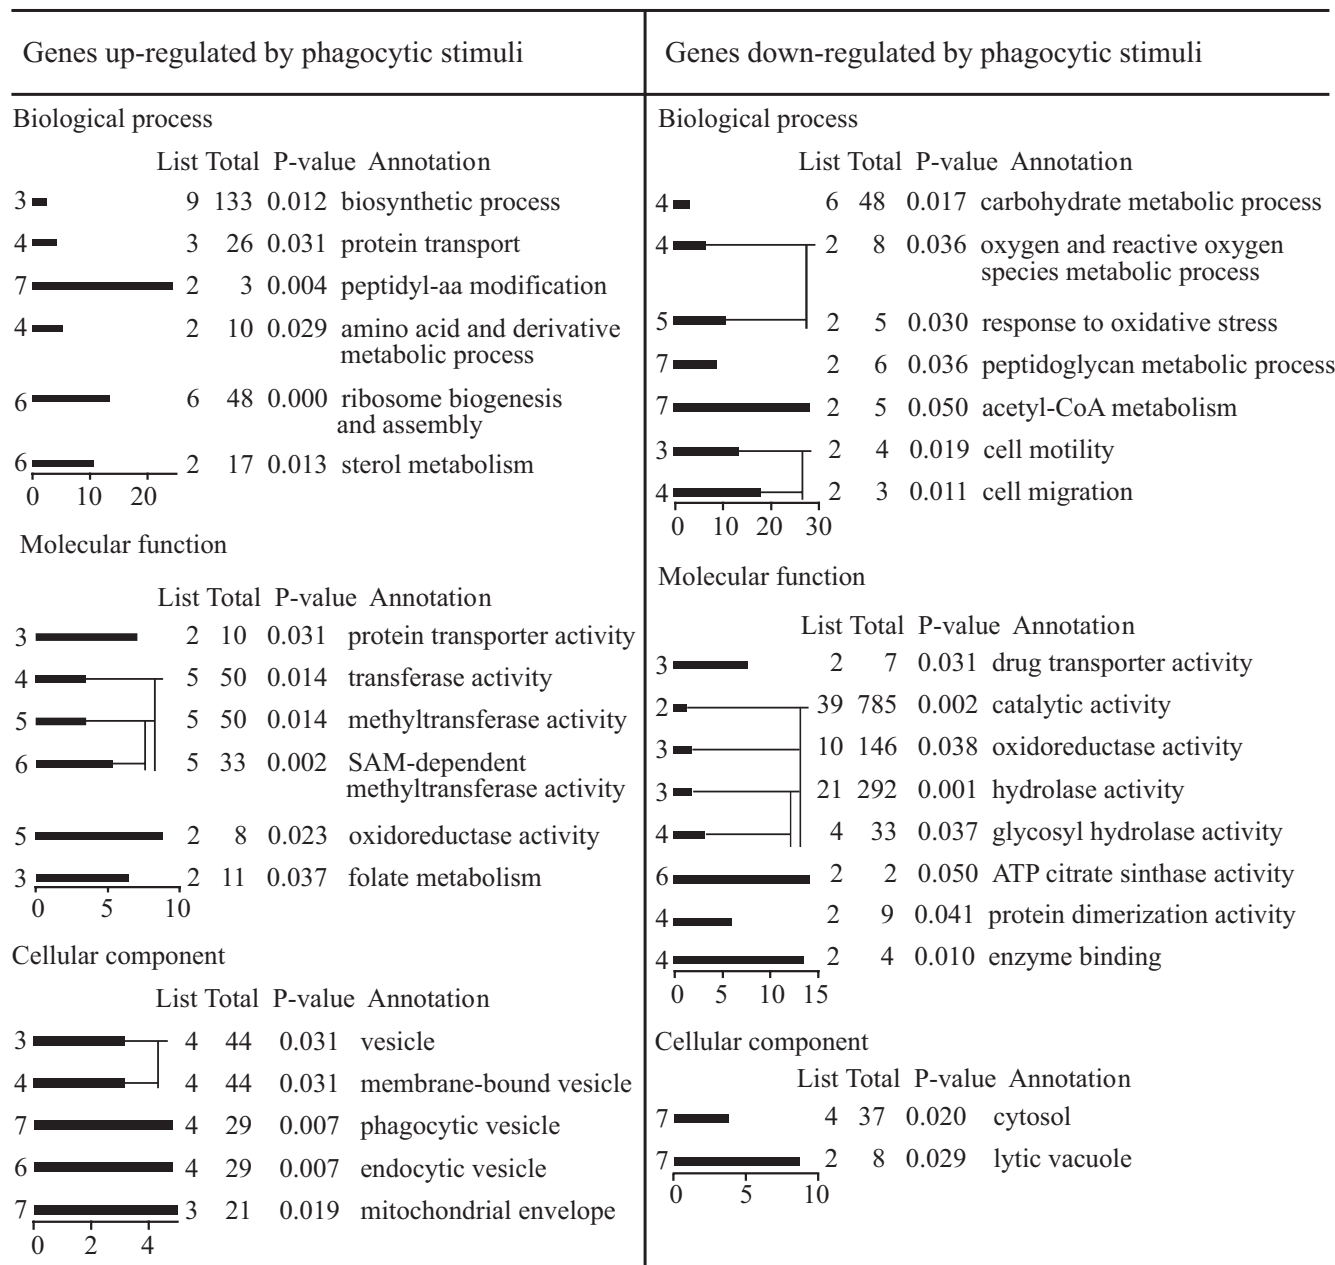 Genes up-regulated by phagocytic stimuli
Biological process
List Total P-value Annotation
3 9 133 0.012 biosynthetic process
4 3 26 0.031 protein transport
7 2 3 0.004 peptidyl-aa modification
4 2 10 0.029 amino acid and derivative
metabolic process
6 6 48 0.000 ribosome biogenesis
and assembly
6 2 17 0.013 sterol metabolism
0 10 20
Molecular function
List Total P-value Annotation
3 2 10 0.031 protein transporter activity
4 5 50 0.014 transferase activity
5 5 50 0.014 methyltransferase activity
6 5 33 0.002 SAM-dependent
methyltransferase activity
5 2 8 0.023 oxidoreductase activity
3 2 11 0.037 folate metabolism
0 5 10
Cellular component
List Total P-value Annotation
3 4 44 0.031 vesicle
4 4 44 0.031 membrane-bound vesicle
7 4 29 0.007 phagocytic vesicle
6 4 29 0.007 endocytic vesicle
7 3 21 0.019 mitochondrial envelope
0 2 4
Genes down-regulated by phagocytic stimuli
Biological process
List Total P-value Annotation
4 6 48 0.017 carbohydrate metabolic process
4 2 8 0.036 oxygen and reactive oxygen
species metabolic process
5 2 5 0.030 response to oxidative stress
7 2 6 0.036 peptidoglycan metabolic process
7 2 5 0.050 acetyl-CoA metabolism
3 2 4 0.019 cell motility
4 2 3 0.011 cell migration
0 10 20 30
Molecular function
List Total P-value Annotation
3 2 7 0.031 drug transporter activity
2 39 785 0.002 catalytic activity
3 10 146 0.038 oxidoreductase activity
3 21 292 0.001 hydrolase activity
4 4 33 0.037 glycosyl hydrolase activity
6 2 2 0.050 ATP citrate sinthase activity
4 2 9 0.041 protein dimerization activity
4 2 4 0.010 enzyme binding
0 5 10 15
Cellular component
List Total P-value Annotation
7 4 37 0.020 cytosol
7 2 8 0.029 lytic vacuole
0 5 10